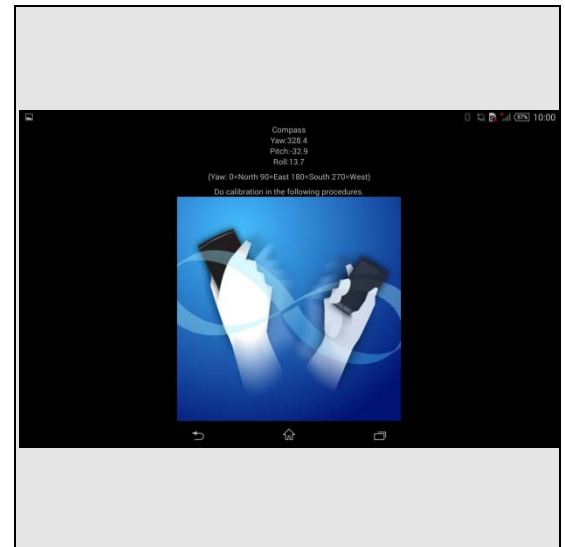 57% 10:00
Compass
Yaw:328.4
Pitch:-32.9
Roll:13.7
(Yaw: 0=North 90=East 180=South 270=West)
Do calibration in the following procedures.